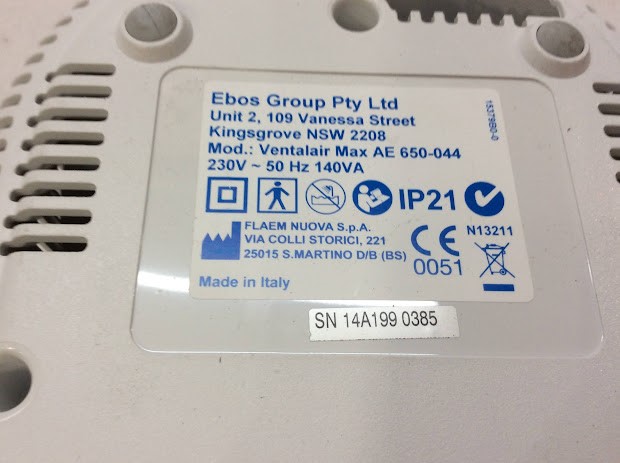 Ebos Group Pty Ltd
Unit 2, 109 Vanessa Street
Kingsgrove NSW 2208
Mod.: Ventalair Max AE 650-044
230V ~ 50 Hz 140VA
IP21
FLAEM NUOVA S.p.A.
VIA COLLI STORICI, 221
25015 S.MARTINO D/B (BS)
CE
0051
N13211
Made in Italy
SN 14A199 0385